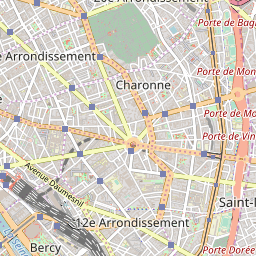 20e Arrondissement
Porte de Bag
e Arrondissement
Porte de Mon
Charonne
Porte de Mo
Porte de Vin
Avenue Daumesnil
Saint-
12e Arrondissement
Bercy
Porte Dorée